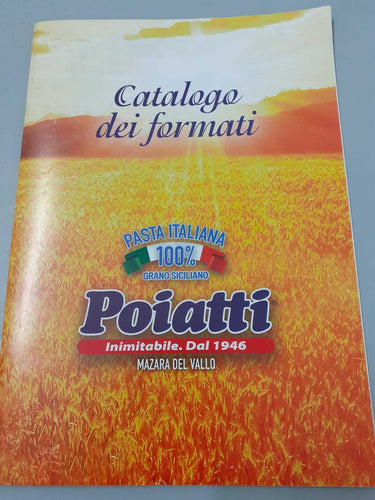 Catalogo
dei formati
PASTA ITALIANA
100%
GRANO SICILIANO
Poiatti
Inimitabile. Dal 1946
MAZARA DEL VALLO